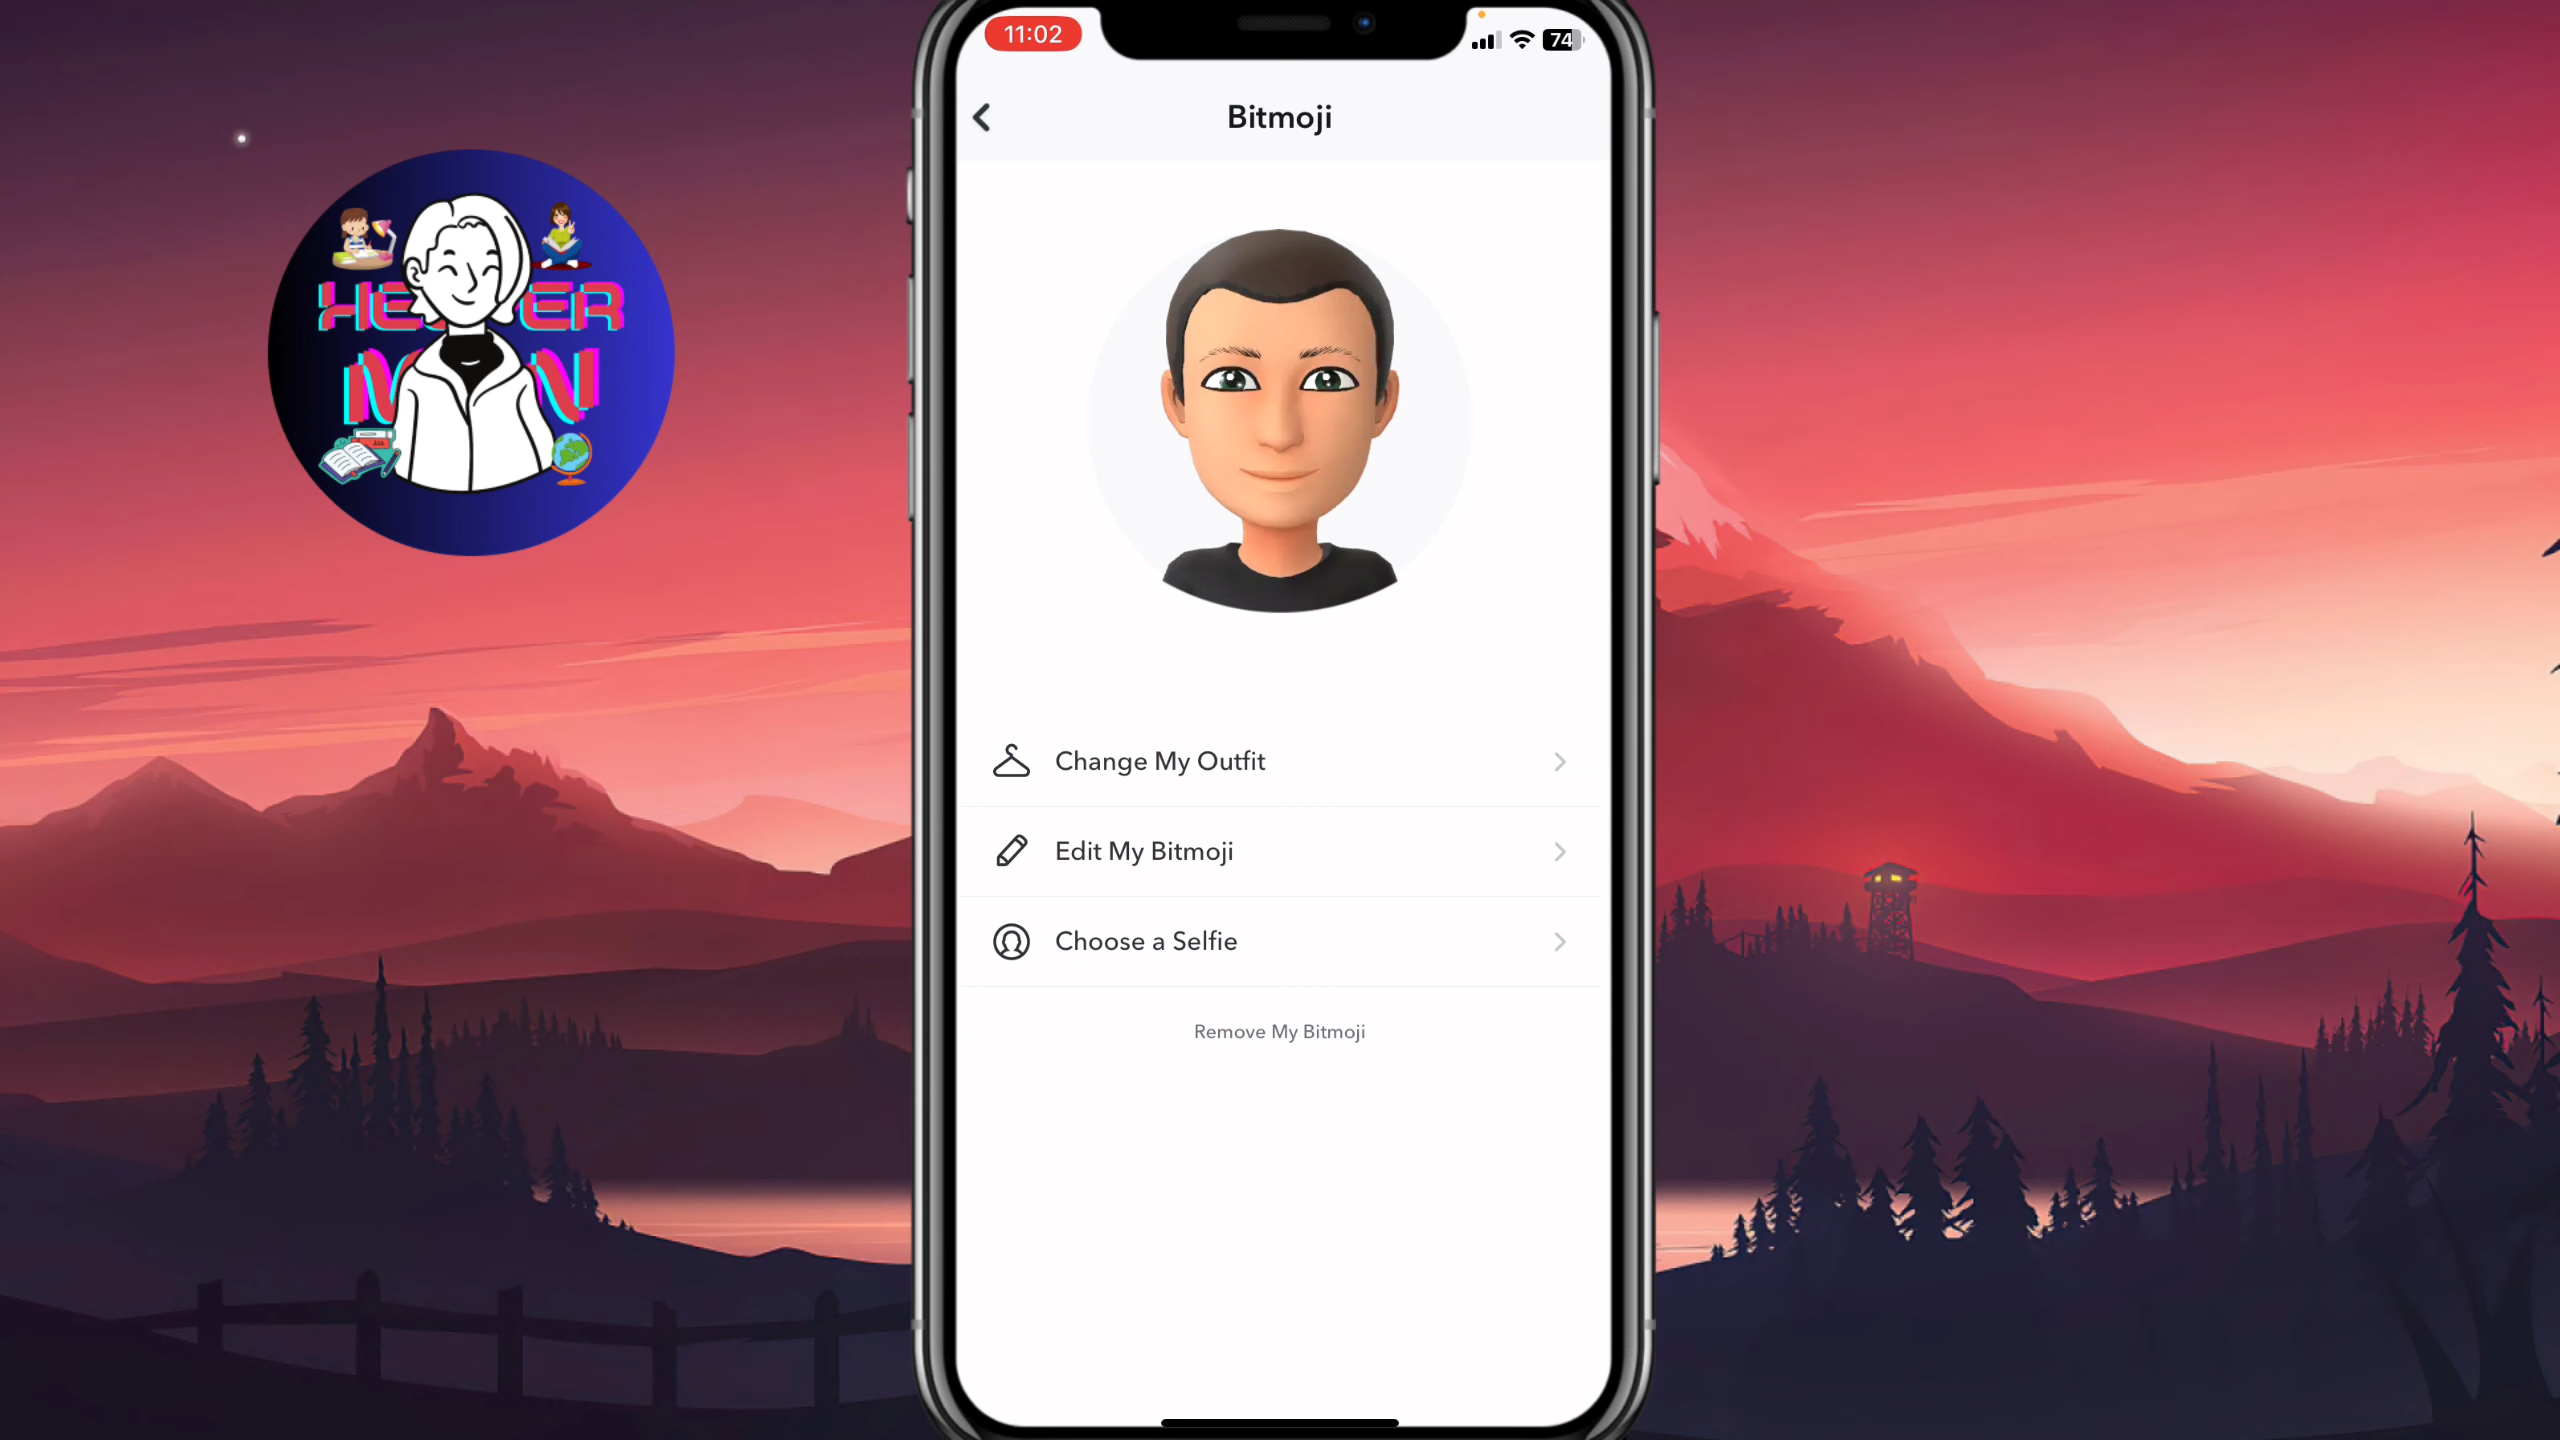 11:02
74
Bitmoji
Change My Outfit
Edit My Bitmoji
Choose a Selfie
Remove My Bitmoji